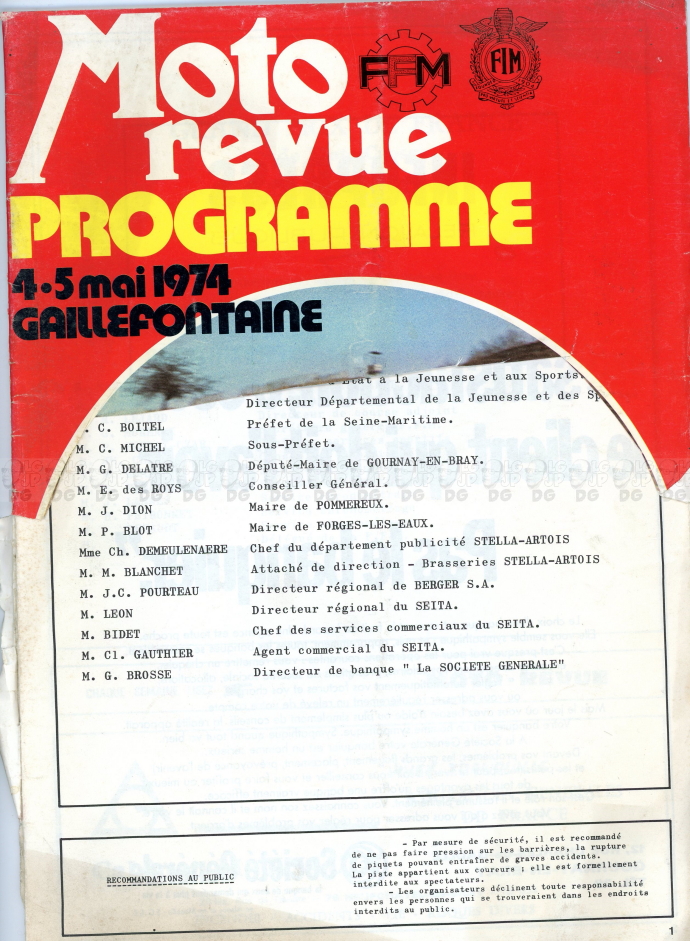 Moto
revue
FFM
FIM
PROGRAMME
4•5 mai 1974
GAILLEFONTAINE
Etat à la Jeunesse et aux Sports.
Directeur Départemental de la Jeunesse et des Sp
. C. BOITEL Préfet de la Seine-Maritime.
M. C. MICHEL Sous-Préfet.
M. G. DELATRE Député-Maire de GOURNAY-EN-BRAY.
M. E. des ROYS Conseiller Général.
M. J. DION Maire de POMMEREUX.
M. P. BLOT Maire de FORGES-LES-EAUX.
Mme Ch. DEMEULENAERE Chef du département publicité STELLA-ARTOIS
M. M. BLANCHET Attaché de direction - Brasseries STELLA-ARTOIS
M. J.C. POURTEAU Directeur régional de BERGER S.A.
M. LEON Directeur régional du SEITA.
M. BIDET Chef des services commerciaux du SEITA.
M. Cl. GAUTHIER Agent commercial du SEITA.
M. G. BROSSE Directeur de banque " La SOCIETE GENERALE"
RECOMMANDATIONS AU PUBLIC
- Par mesure de sécurité, il est recommandé
de ne pas faire pression sur les barrières, la rupture
de piquets pouvant entrafner de graves accidents.
La piste appartient aux coureurs ; elle est formellement
interdite aux spectateurs.
- Les organisateurs déclinent toute responsabilité
envers les personnes qui se trouveraient dans les endroits
interdits au public.
1